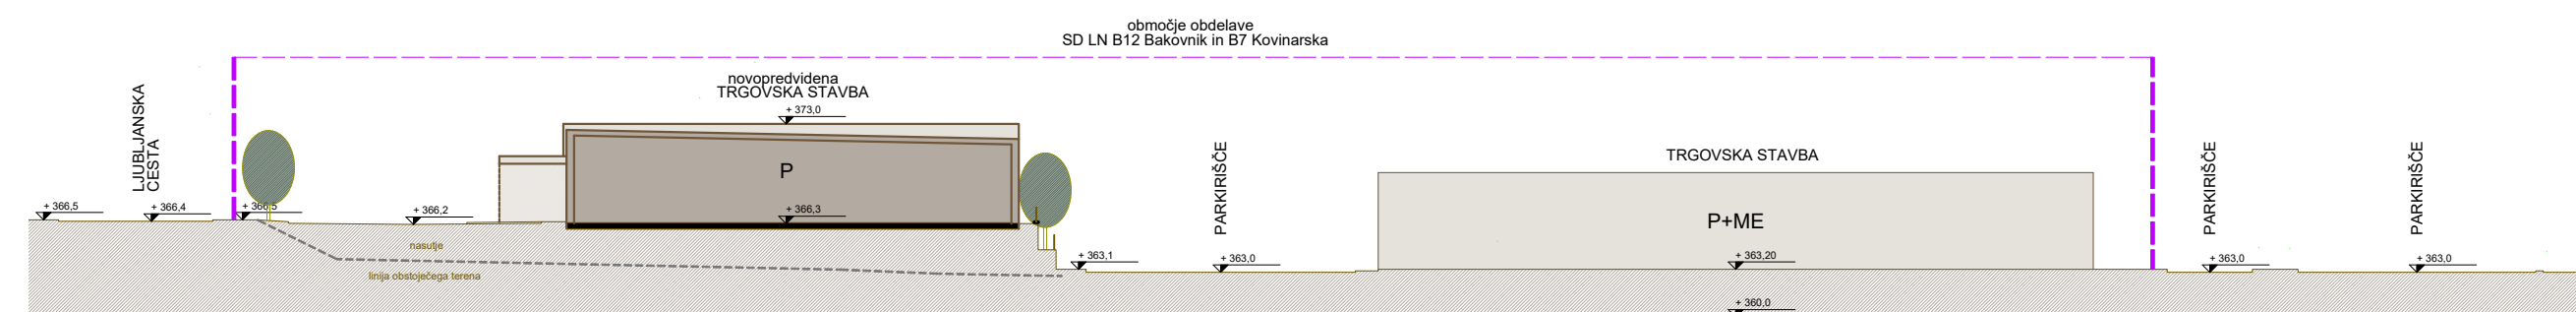 območje obdelave
SD LN B12 Bakovnik in B7 Kovinarska
novopredvidena
TRGOVSKA STAVBA
+ 373,0
LJUBLJANSKA
CESTA
P
PARKIRIŠČE
TRGOVSKA STAVBA
PARKIRIŠČE
PARKIRIŠČE
+ 366,5
+ 366,4
+ 366,5
+ 366,2
+ 366,3
P+ME
nasutje
linija obstoječega terena
+ 363,1
+ 363,0
+ 363,20
+ 363,0
+ 363,0
+ 360,0